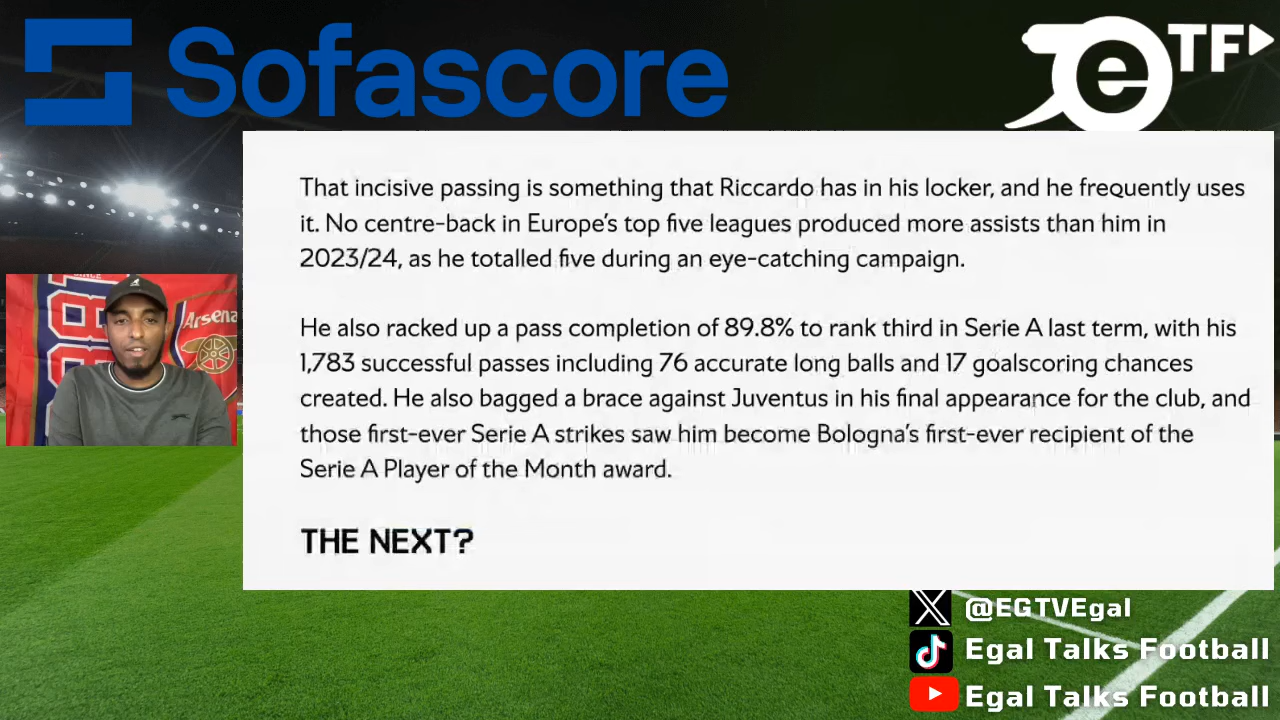 Sofascore
e TF
That incisive passing is something that Riccardo has in his locker, and he frequently uses
it. No centre-back in Europe's top five leagues produced more assists than him in
2023/24, as he totalled five during an eye-catching campaign.
He also racked up a pass completion of 89.8% to rank third in Serie A last term, with his
1,783 successful passes including 76 accurate long balls and 17 goalscoring chances
created. He also bagged a brace against Juventus in his final appearance for the club, and
those first-ever Serie A strikes saw him become Bologna's first-ever recipient of the
Serie A Player of the Month award.
THE NEXT?
SINCE
Arsenal
@EGTVEgal
Egal Talks Football
Egal Talks Football